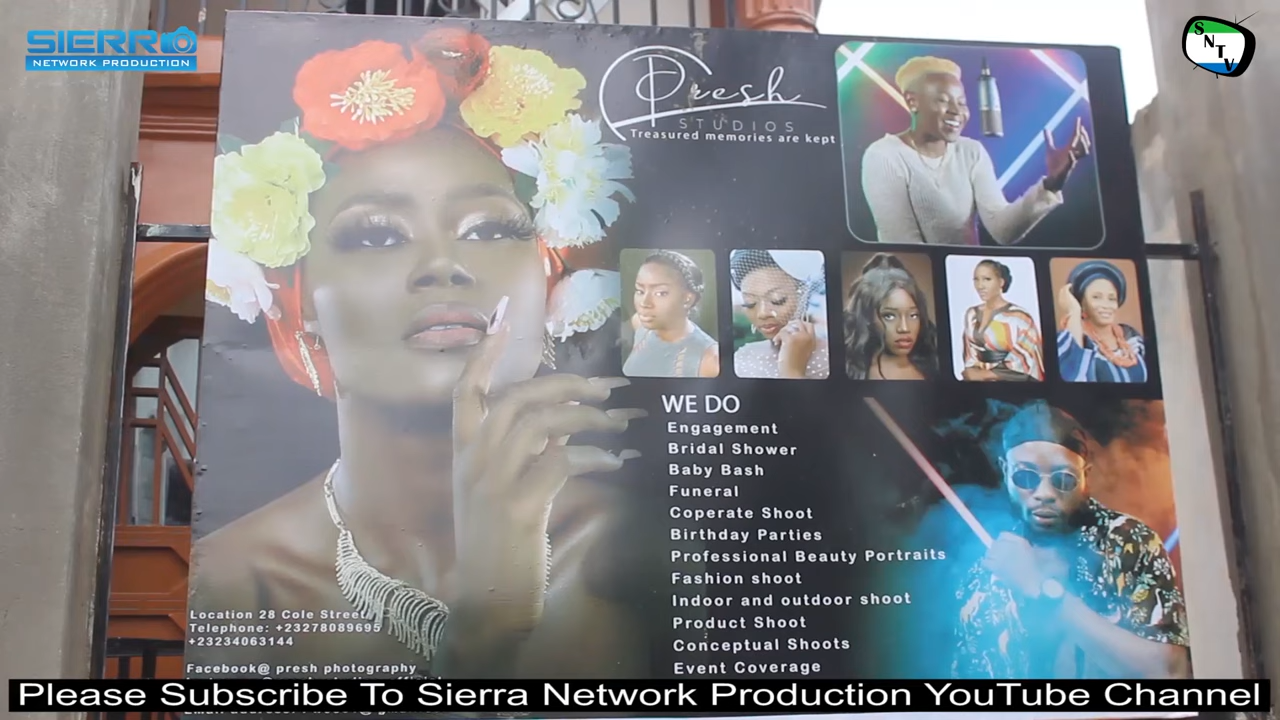 SIERRO
NETWORK PRODUCTION
SNTV
Presh
STUDIOS
Treasured memories are kept
WE DO
Engagement
Bridal Shower
Baby Bash
Funeral
Coperate Shoot
Birthday Parties
Professional Beauty Portraits
Fashion shoot
Indoor and outdoor shoot
Product Shoot
Conceptual Shoots
Event Coverage
Location 28 Cole Street
Telephone: +23278089695
+23234063144
Facebook@ presh photography
Please Subscribe To Sierra Network Production YouTube Channel